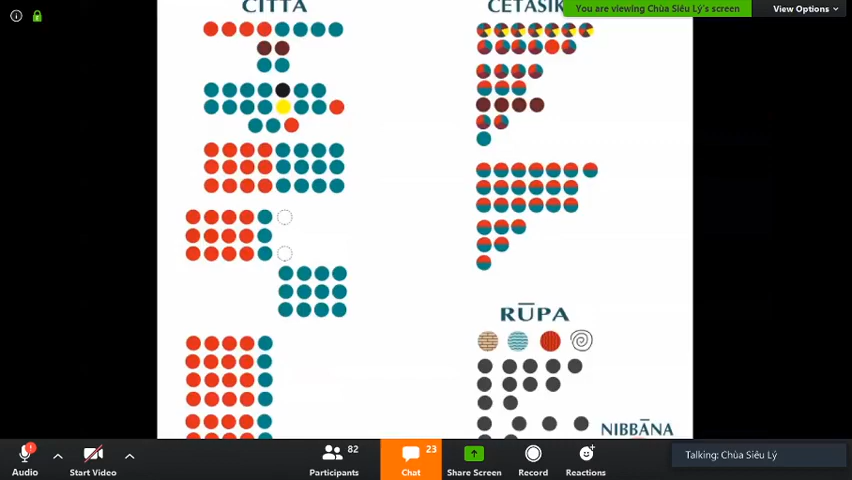 CITTA
CETASIK
You are viewing Chùa Siêu Lý's screen
View Options
RŪPA
NIBBĀNA
Audio
Start Video
82
Participants
23
Chat
Share Screen
Record
Reactions
Talking: Chùa Siêu Lý